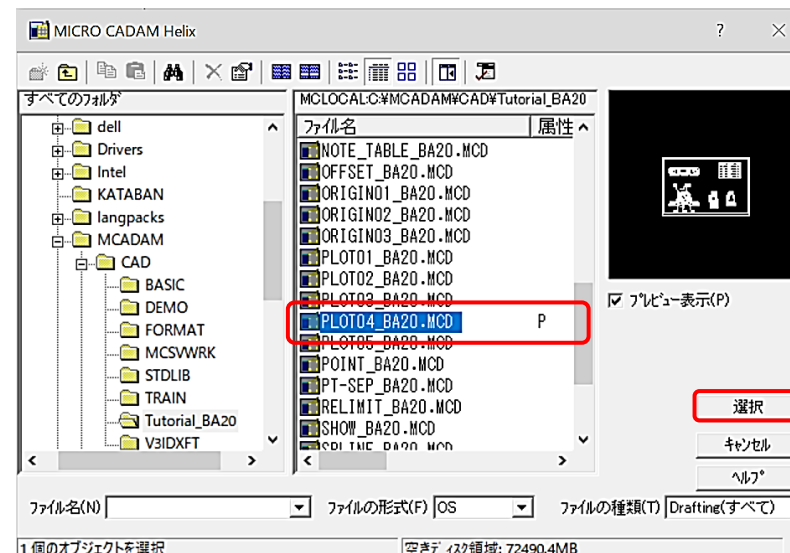 MICRO CADAM Helix
?
すべてのフォルダ
MCLOCAL:C¥MCADAM¥CAD¥Tutorial_BA20
dell
Drivers
Intel
KATABAN
langpacks
MCADAM
CAD
BASIC
DEMO
FORMAT
MCSVWRK
STDLIB
TRAIN
Tutorial_BA20
V3IDXFT
ファイル名
属性
NOTE_TABLE_BA20.MCD
OFFSET_BA20.MCD
ORIGIN01_BA20.MCD
ORIGIN02_BA20.MCD
ORIGIN03_BA20.MCD
PLOT01_BA20.MCD
PLOT02_BA20.MCD
PLOT03_BA20.MCD
PLOT04_BA20.MCD P
PLOT05_BA20.MCD
POINT_BA20.MCD
PT-SEP_BA20.MCD
RELIMIT_BA20.MCD
SHOW_BA20.MCD
SPLINE_BA20.MCD
プレビュー表示(P)
選択
キャンセル
ヘルプ
ファイル名(N)
ファイルの形式(F) OS
ファイルの種類(T) Drafting(すべて)
1 個のオブジェクトを選択
空きディスク領域: 72490.4MB